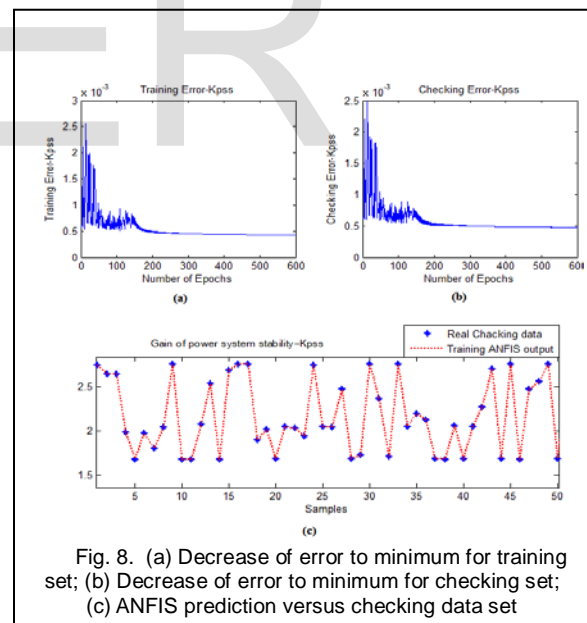 ER
Training Error-Kpss
x 10-3
3
2.5
2
1.5
1
0.5
0
Training Error-Kpss
0 100 200 300 400 500 600
Number of Epochs
(a)
Checking Error-Kpss
x 10-3
2.5
2
1.5
1
0.5
0
Checking Error-Kpss
0 100 200 300 400 500 600
Number of Epochs
(b)
Gain of power system stability-Kpss
Real Chacking data
Training ANFIS output
2.5
2
1.5
5 10 15 20 25 30 35 40 45 50
Samples
(c)
Fig. 8. (a) Decrease of error to minimum for training
set; (b) Decrease of error to minimum for checking set;
(c) ANFIS prediction versus checking data set